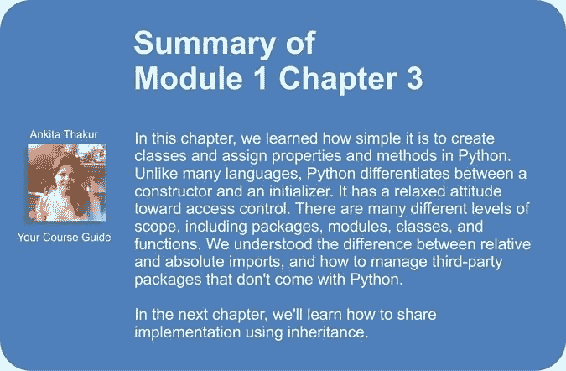 Summary of
Module 1 Chapter 3
Ankita Thakur
Your Course Guide
In this chapter, we learned how simple it is to create
classes and assign properties and methods in Python.
Unlike many languages, Python differentiates between a
constructor and an initializer. It has a relaxed attitude
toward access control. There are many different levels of
scope, including packages, modules, classes, and
functions. We understood the difference between relative
and absolute imports, and how to manage third-party
packages that don't come with Python.
In the next chapter, we'll learn how to share
implementation using inheritance.